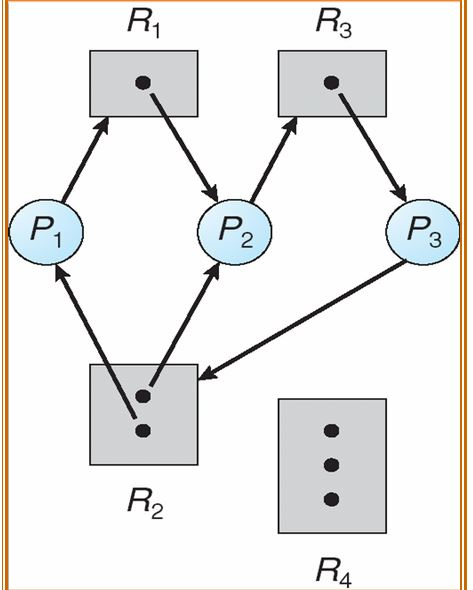 R₁ R₃
P₁ P₂ P₃
R₂
R₄